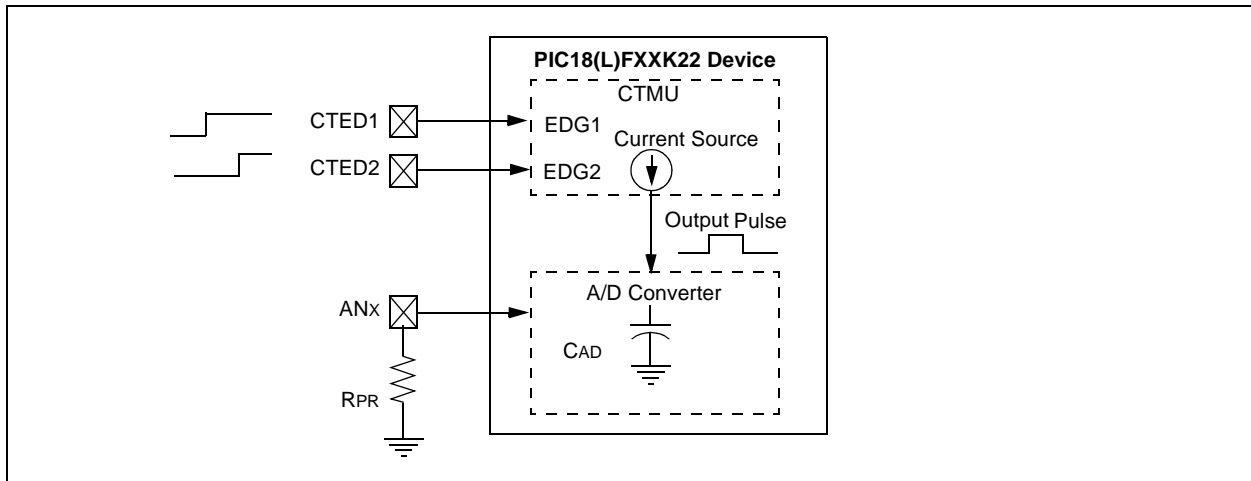 PIC18(L)FXXK22 Device
CTMU
CTED1
EDG1
Current Source
CTED2
EDG2
Output Pulse
A/D Converter
ANX
CAD
RPR